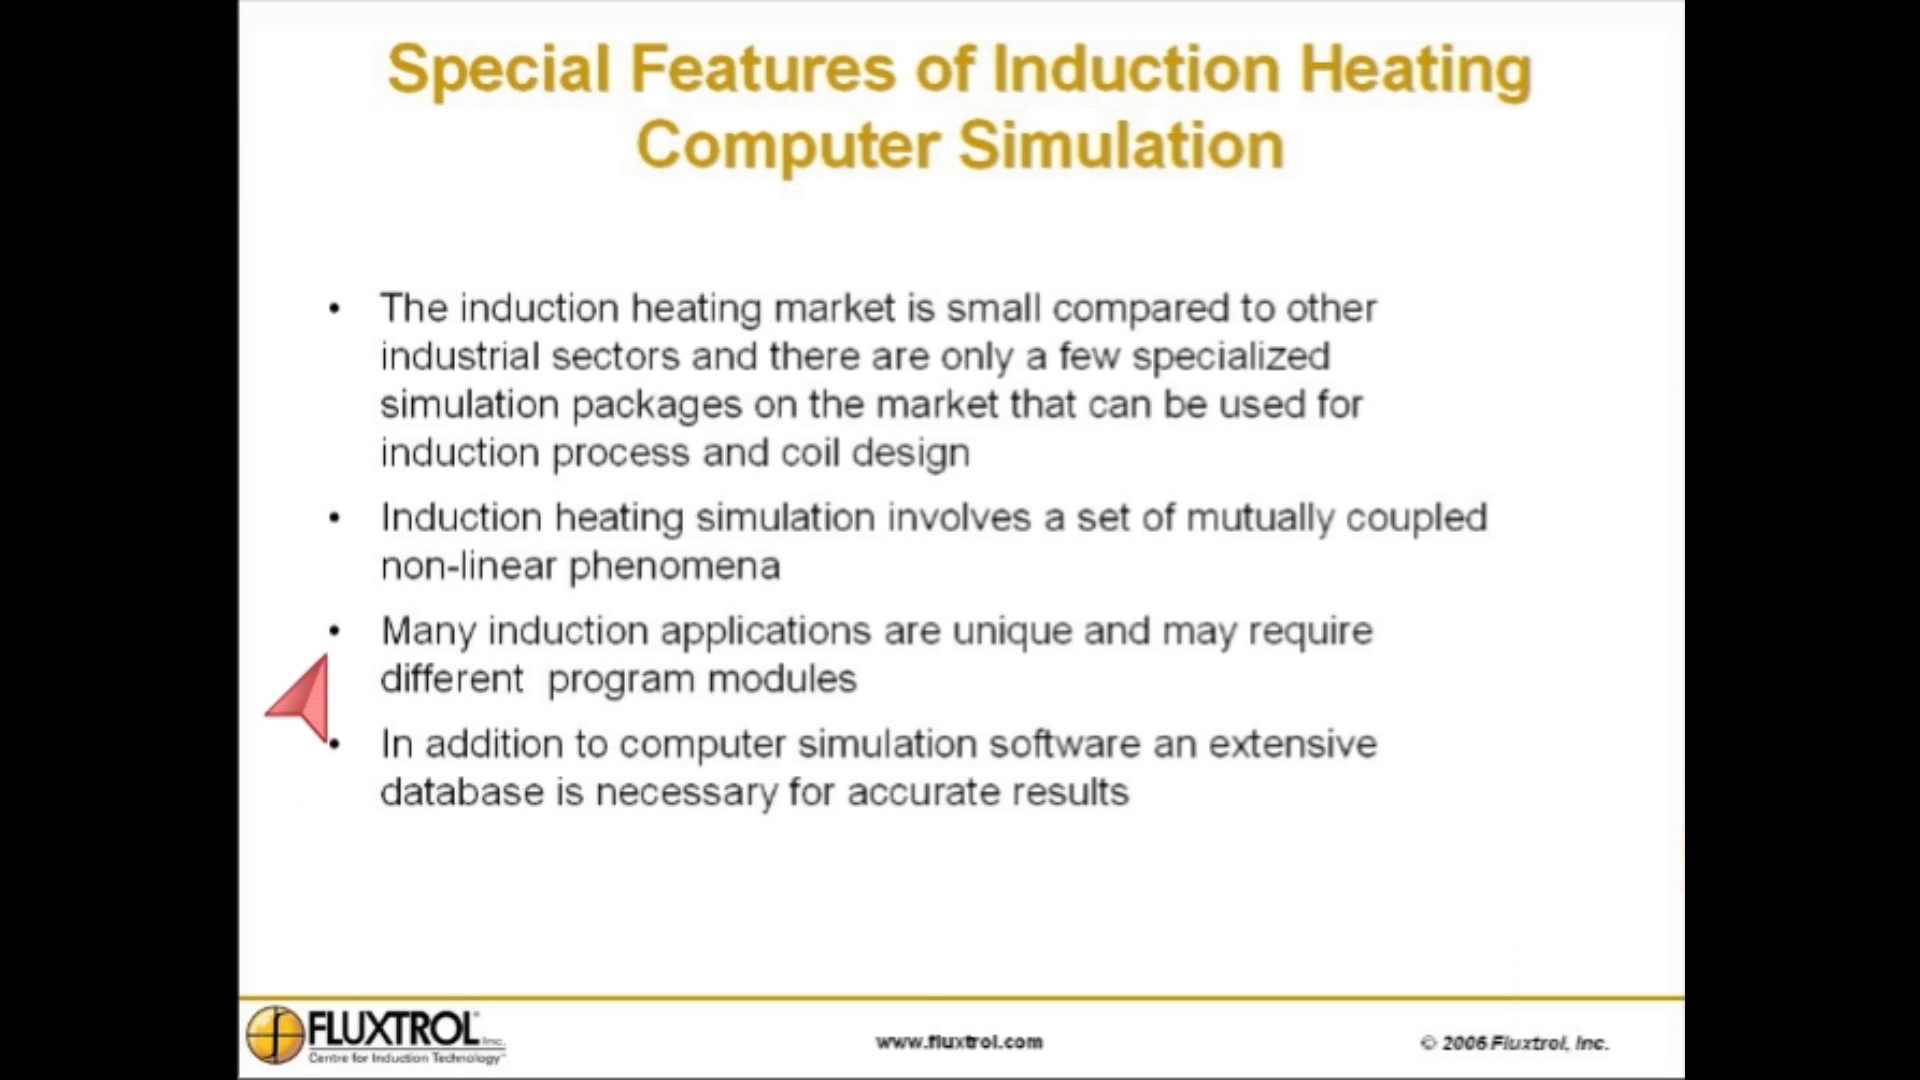 Special Features of Induction Heating
Computer Simulation
• The induction heating market is small compared to other
industrial sectors and there are only a few specialized
simulation packages on the market that can be used for
induction process and coil design
• Induction heating simulation involves a set of mutually coupled
non-linear phenomena
• Many induction applications are unique and may require
different program modules
• In addition to computer simulation software an extensive
database is necessary for accurate results
FLUXTROL Inc.
Centre for Induction Technology
www.fluxtrol.com
© 2006 Fluxtrol, Inc.